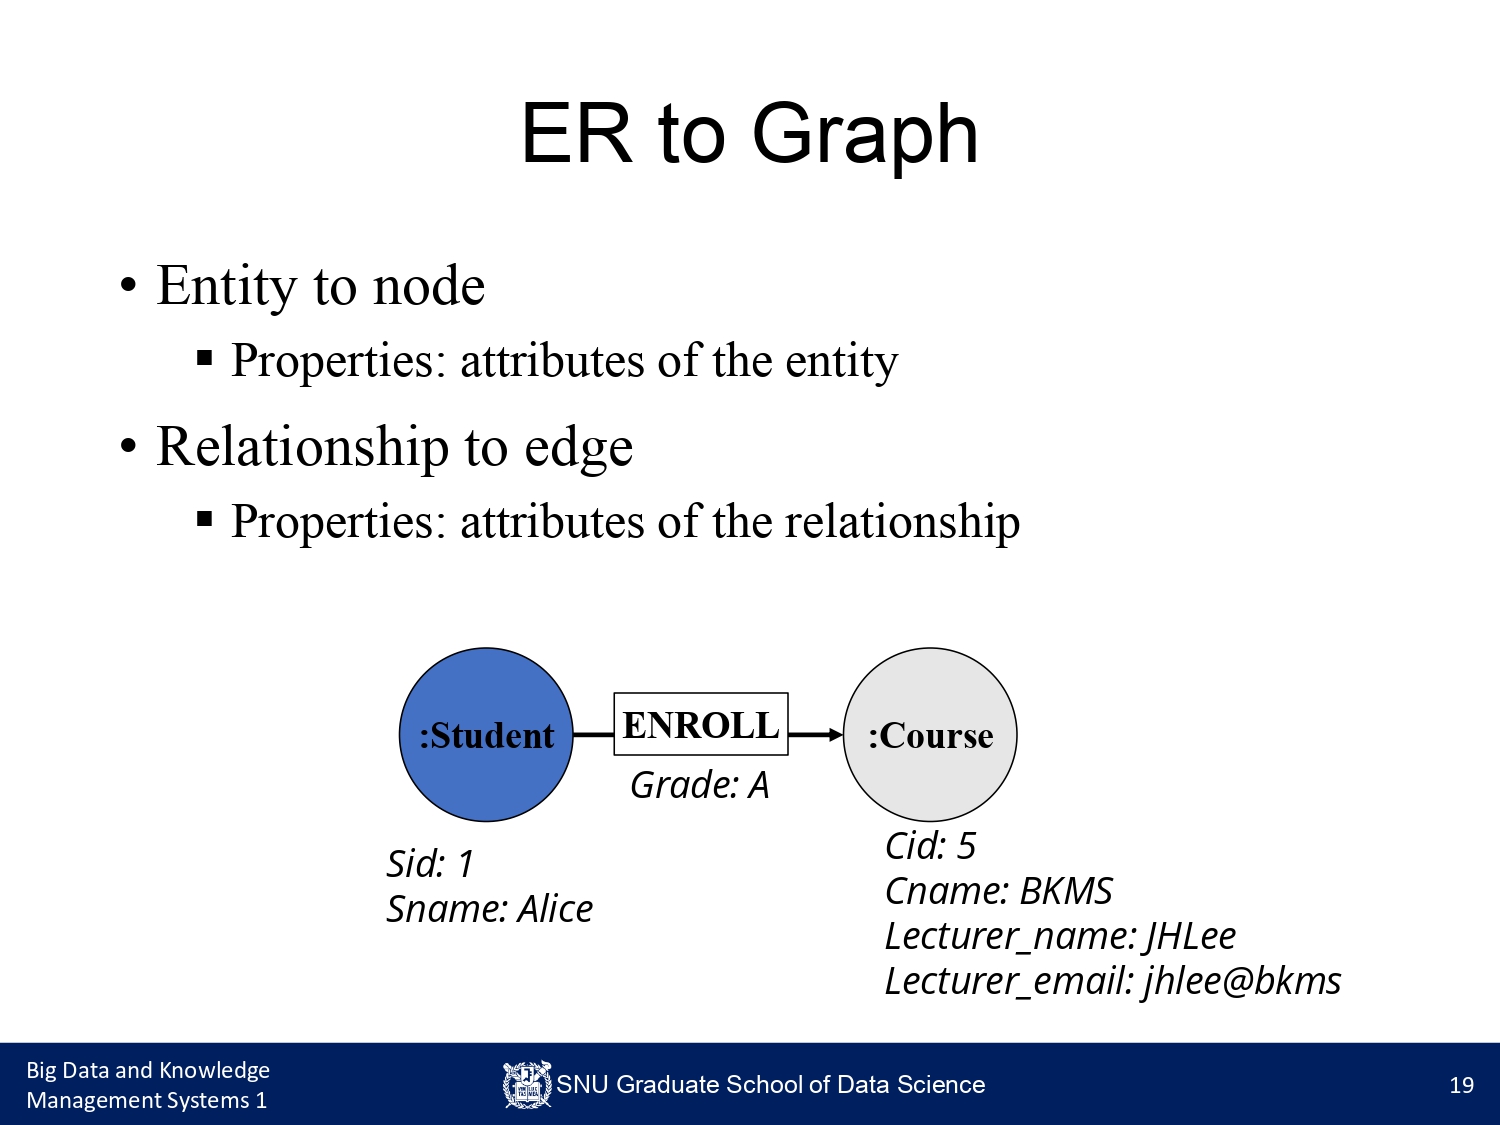 ER to Graph
• Entity to node
▪ Properties: attributes of the entity
• Relationship to edge
▪ Properties: attributes of the relationship
:Student
ENROLL
:Course
Grade: A
Sid: 1
Sname: Alice
Cid: 5
Cname: BKMS
Lecturer_name: JHLee
Lecturer_email: jhlee@bkms
Big Data and Knowledge
Management Systems 1
SNU Graduate School of Data Science
19